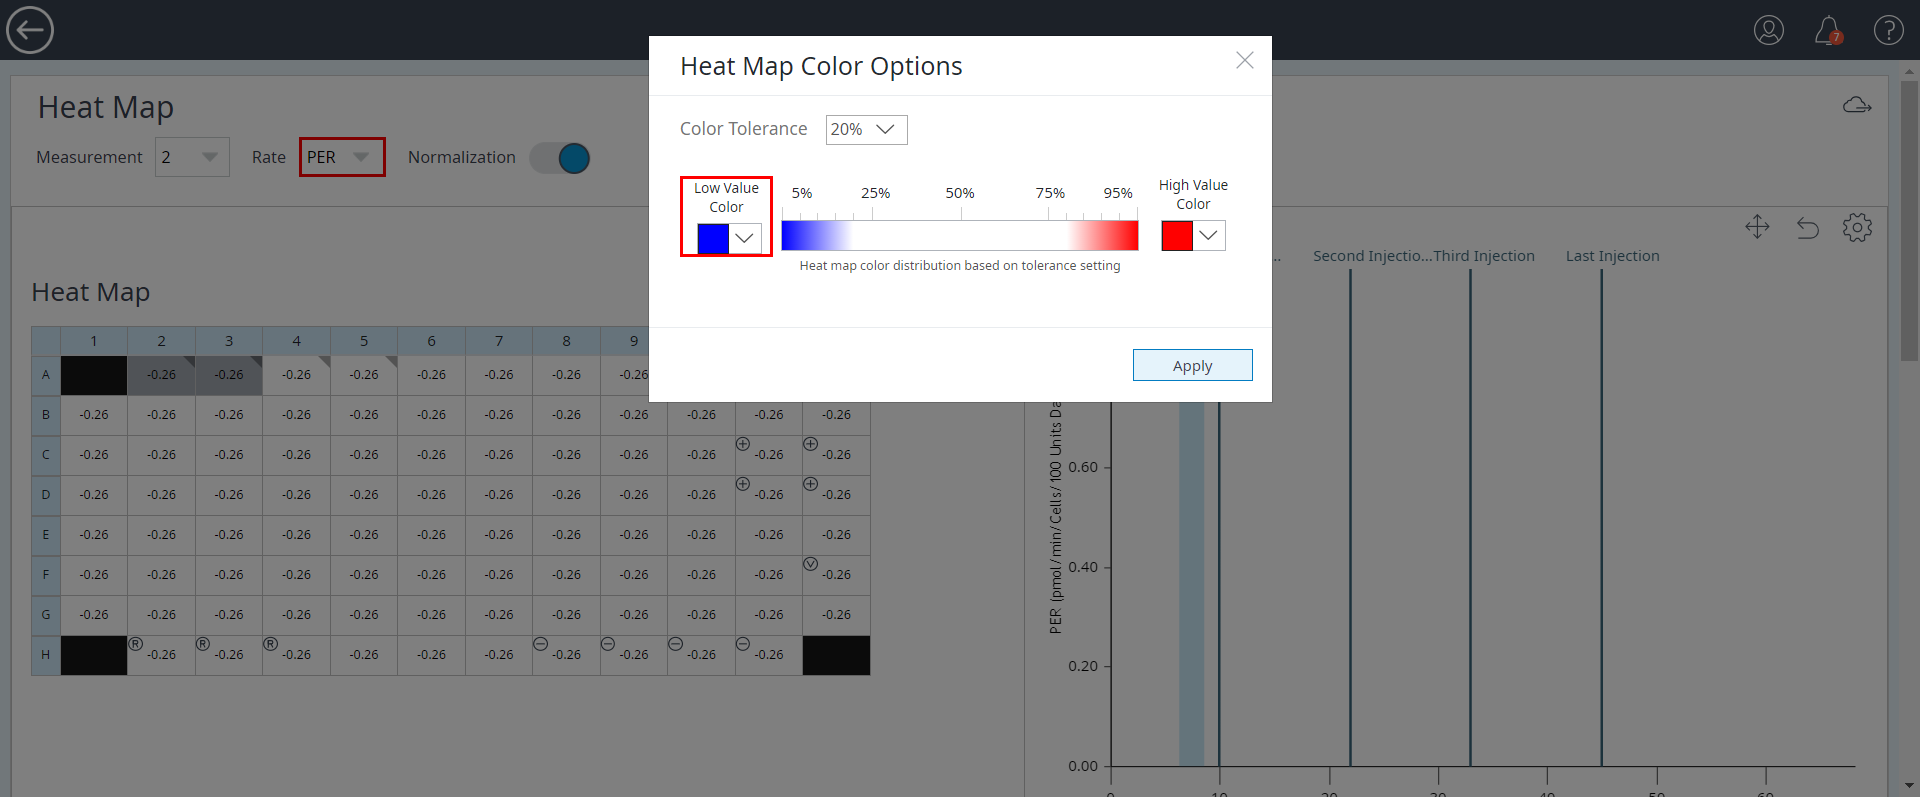 7
Heat Map
Measurement 2 Rate PER Normalization
Heat Map Color Options
Color Tolerance 20%
Low Value
Color
5% 25% 50% 75% 95%
High Value
Color
Heat map color distribution based on tolerance setting
Apply
Heat Map
1 2 3 4 5 6 7 8 9
A -0.26 -0.26 -0.26 -0.26 -0.26 -0.26 -0.26 -0.26
B -0.26 -0.26 -0.26 -0.26 -0.26 -0.26 -0.26 -0.26 -0.26 -0.26 -0.26 -0.26
C -0.26 -0.26 -0.26 -0.26 -0.26 -0.26 -0.26 -0.26 -0.26 -0.26 -0.26 -0.26
D -0.26 -0.26 -0.26 -0.26 -0.26 -0.26 -0.26 -0.26 -0.26 -0.26 -0.26 -0.26
E -0.26 -0.26 -0.26 -0.26 -0.26 -0.26 -0.26 -0.26 -0.26 -0.26 -0.26 -0.26
F -0.26 -0.26 -0.26 -0.26 -0.26 -0.26 -0.26 -0.26 -0.26 -0.26 -0.26 -0.26
G -0.26 -0.26 -0.26 -0.26 -0.26 -0.26 -0.26 -0.26 -0.26 -0.26 -0.26 -0.26
H ® -0.26 ® -0.26 ® -0.26 -0.26 -0.26 -0.26 -0.26 -0.26 -0.26 -0.26
... Second Injectio... Third Injection Last Injection
PER (pmol/min/Cells/100 Units Da
0.60
0.40
0.20
0.00
0 10 20 30 40 50 60